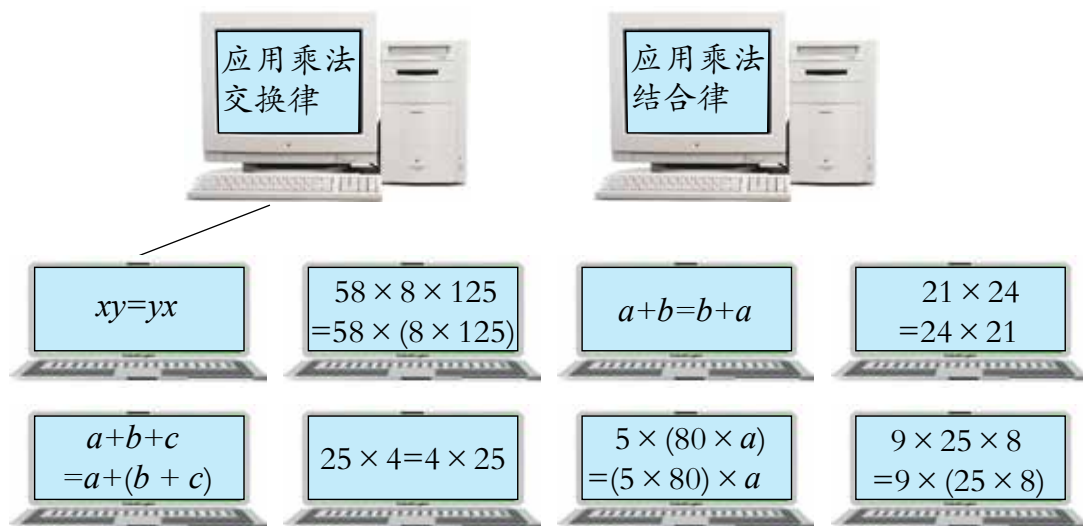 应用乘法
交换律
应用乘法
结合律
xy=yx
58 × 8 × 125
=58 × (8 × 125)
a+b=b+a
21 × 24
=24 × 21
a+b+c
=a+(b + c)
25 × 4=4 × 25
5 × (80 × a)
=(5 × 80) × a
9 × 25 × 8
=9 × (25 × 8)